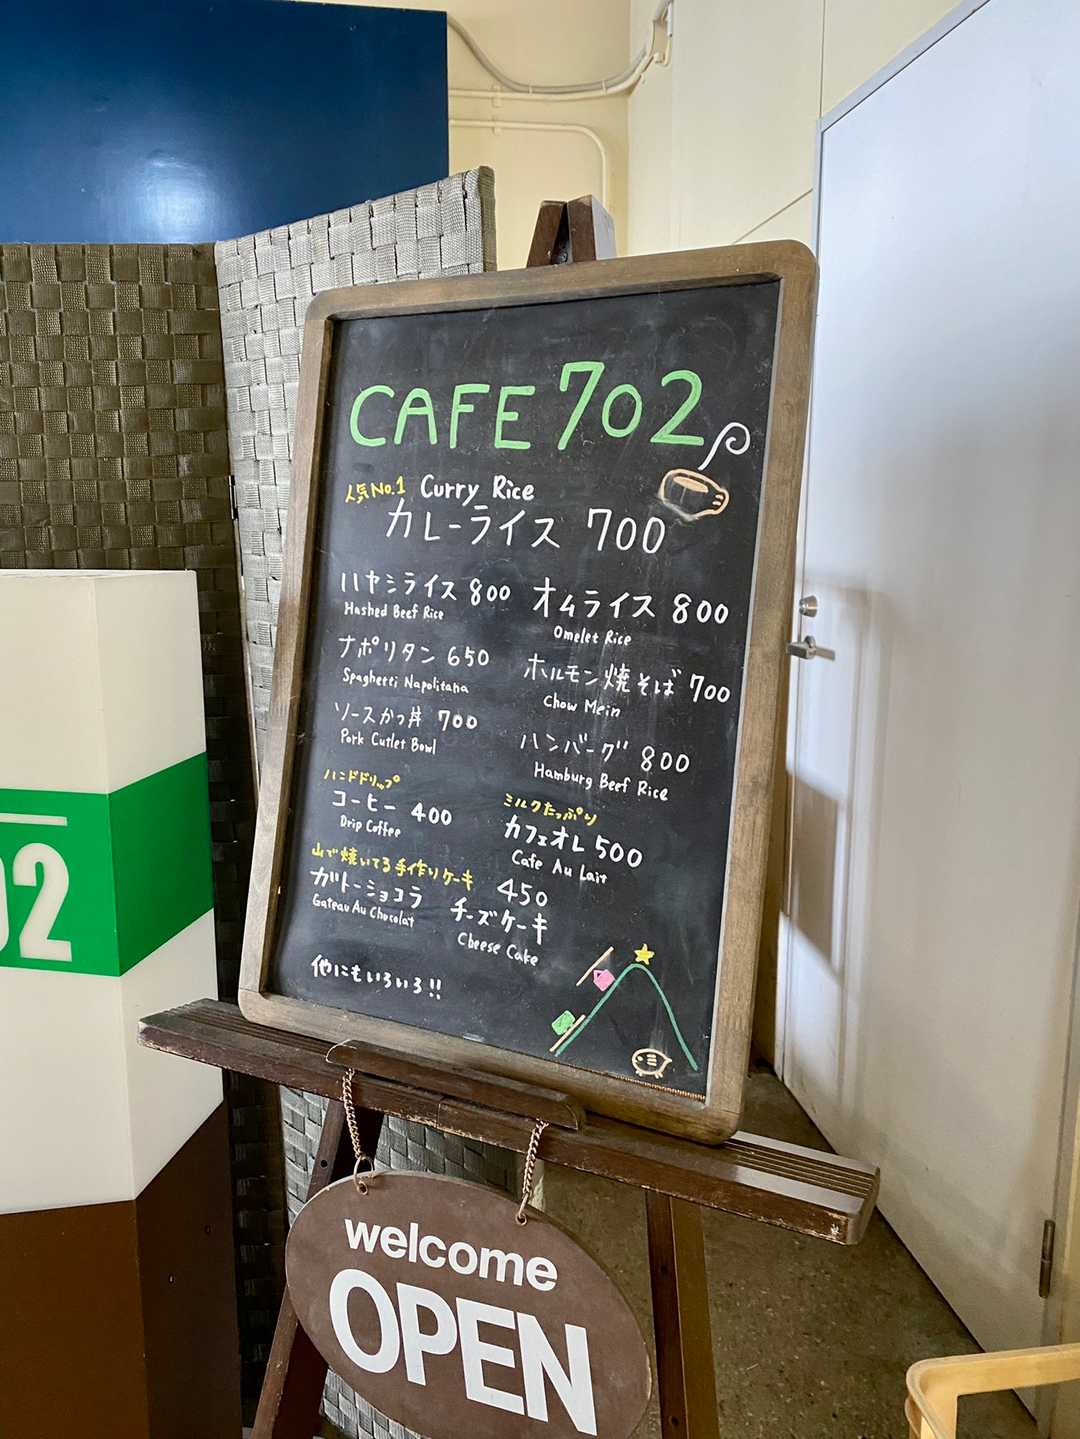 CAFE 702
人気No.1 Curry Rice
カレーライス 700
ハヤシライス 800
Hashed Beef Rice
オムライス 800
Omelet Rice
ナポリタン 650
Spaghetti Napolitana
ホルモン焼そば 700
Chow Mein
ソースかつ丼 700
Pork Cutlet Bowl
ハンバーグ 800
Hamburg Beef Rice
ハンドドリップ
コーヒー 400
Drip Coffee
ミルクたっぷり
カフェオレ 500
Cafe Au Lait
山で焼いてる手作りケーキ
ガトーショコラ
Gateau Au Chocolat
450
チーズケーキ
Cheese Cake
他にもいろいろ!!
02
welcome
OPEN